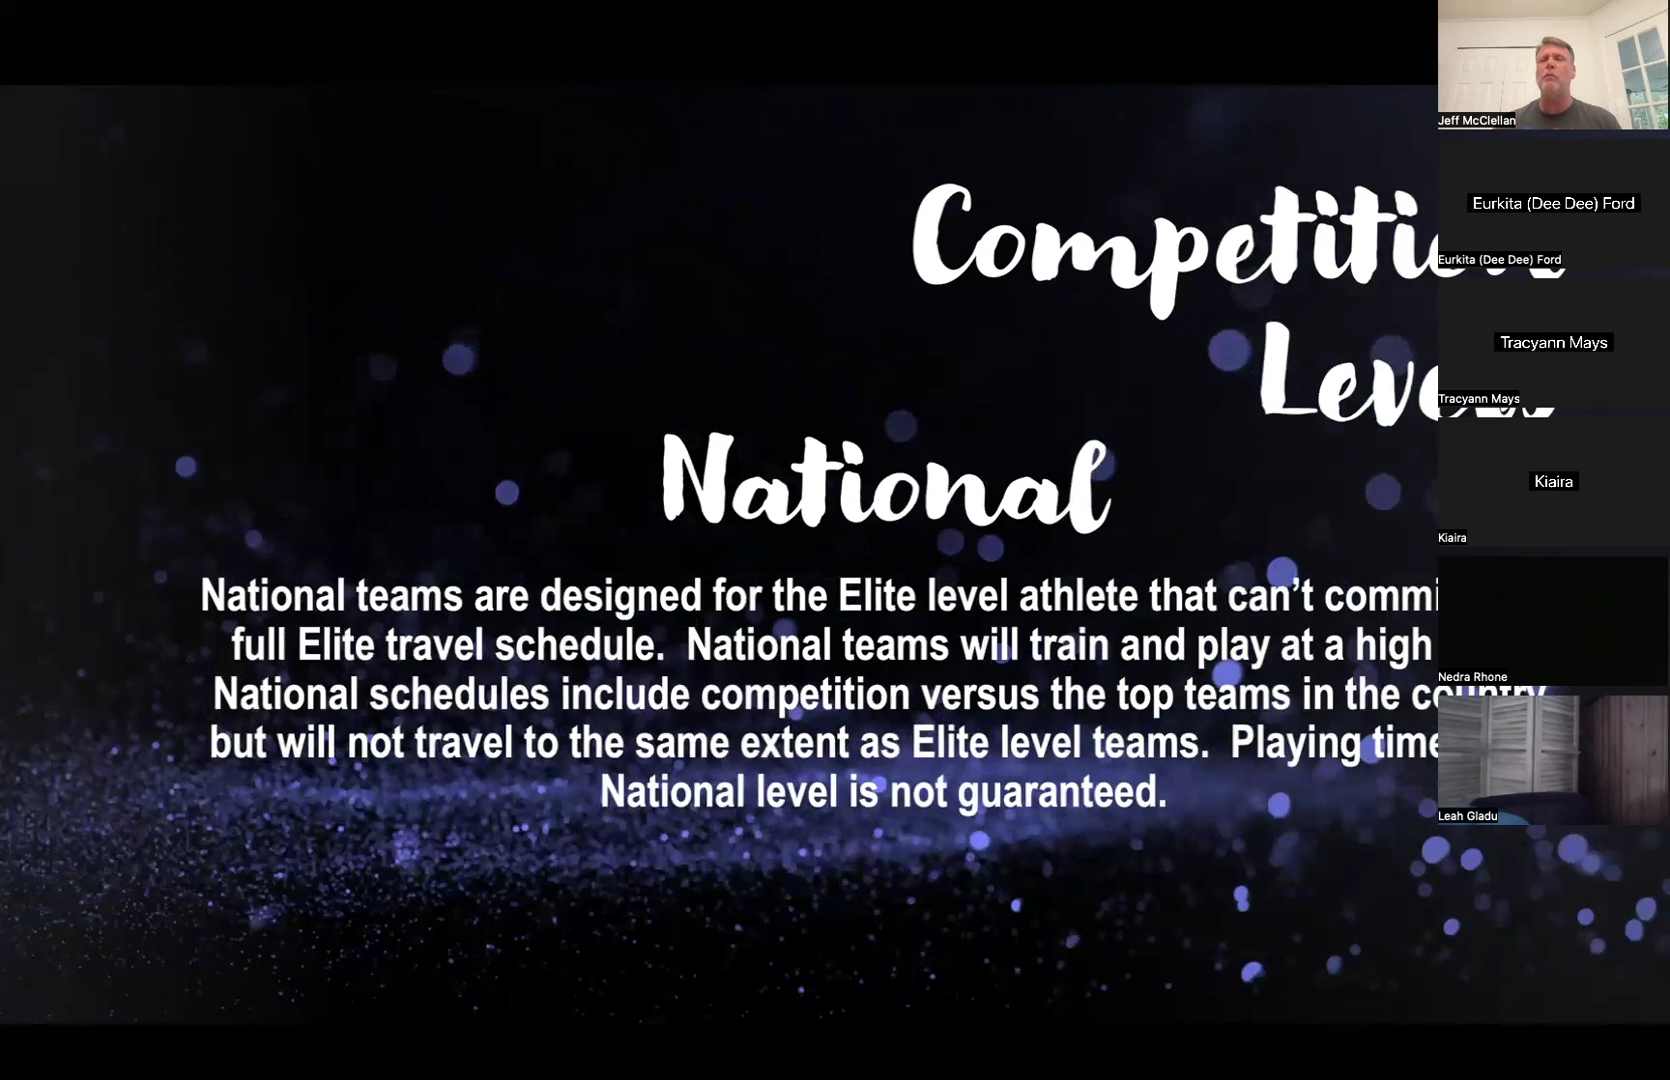 Competition
Level
National
National teams are designed for the Elite level athlete that can’t commi
full Elite travel schedule.  National teams will train and play at a high
National schedules include competition versus the top teams in the country
but will not travel to the same extent as Elite level teams.  Playing time
National level is not guaranteed.
Jeff McClellan
Eurkita (Dee Dee) Ford
Eurkita (Dee Dee) Ford
Tracyann Mays
Tracyann Mays
Kiaira
Kiaira
Nedra Rhone
Leah Gladu